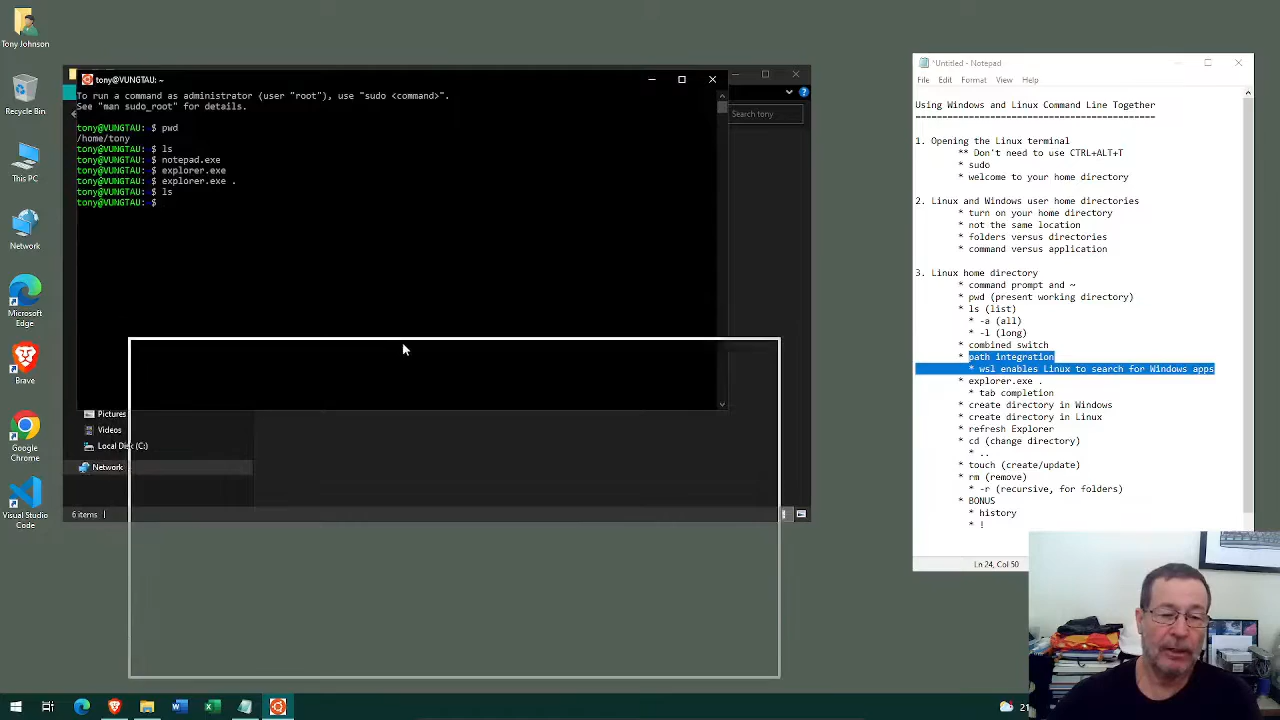 Tony Johnson
Recycle Bin
This PC
Network
Microsoft
Edge
Brave
Google
Chrome
Visual Studio
Code
tony@VUNGTAU: ~
To run a command as administrator (user "root"), use "sudo <command>".
See "man sudo_root" for details.
tony@VUNGTAU: $ pwd
/home/tony
tony@VUNGTAU: $ ls
tony@VUNGTAU: $ notepad.exe
tony@VUNGTAU: $ explorer.exe
tony@VUNGTAU: $ explorer.exe .
tony@VUNGTAU: $ ls
tony@VUNGTAU: $
Search tony
Pictures
Videos
Local Disk (C:)
Network
6 items
*Untitled - Notepad
File Edit Format View Help
Using Windows and Linux Command Line Together
---------------------------------------------
1. Opening the Linux terminal
** Don't need to use CTRL+ALT+T
* sudo
* welcome to your home directory
2. Linux and Windows user home directories
* turn on your home directory
* not the same location
* folders versus directories
* command versus application
3. Linux home directory
* command prompt and ~
* pwd (present working directory)
* ls (list)
* -a (all)
* -l (long)
* combined switch
* path integration
* wsl enables Linux to search for Windows apps
* explorer.exe .
* tab completion
* create directory in Windows
* create directory in Linux
* refresh Explorer
* cd (change directory)
* ..
* touch (create/update)
* rm (remove)
* -r (recursive, for folders)
* BONUS
* history
* !
Ln 24, Col 50